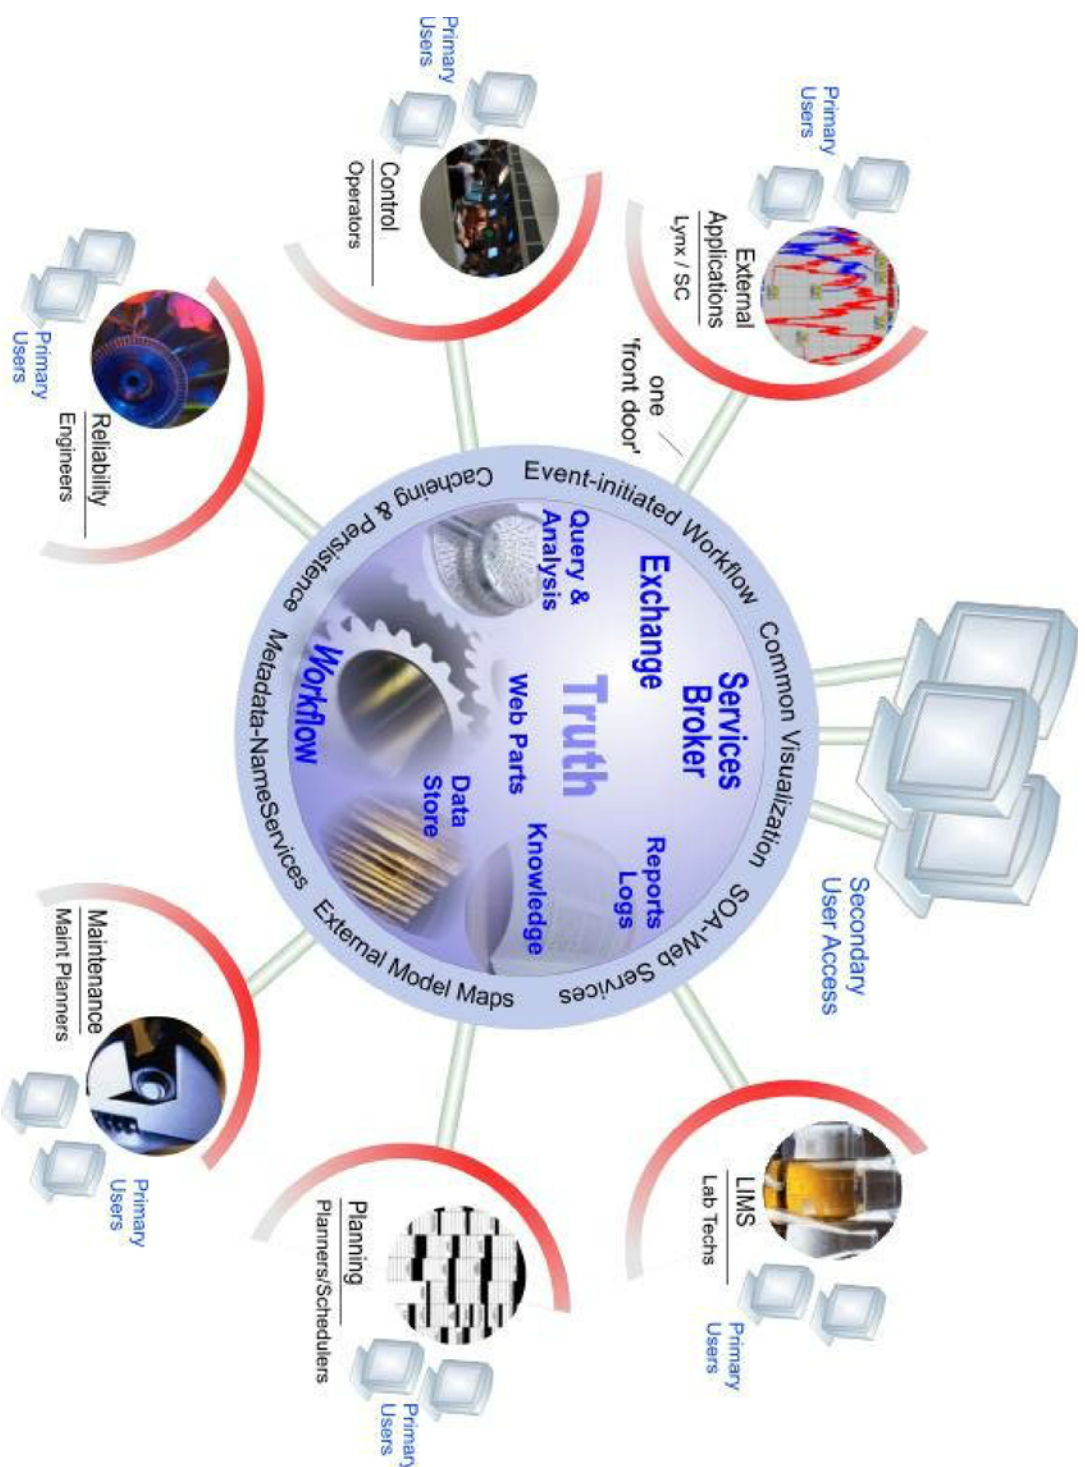 Secondary
User Access
Primary
Users
External
Applications
Lynx / SC
one
'front door'
Primary
Users
Control
Operators
Primary
Users
Reliability
Engineers
Event-initiated Workflow
Common Visualization
SOA-Web Services
External Model Maps
Metadata-NameServices
Cacheing & Persistence
Services
Broker
Exchange
Reports
Logs
Truth
Query &
Analysis
Web Parts
Knowledge
Data
Store
Workflow
LIMS
Lab Techs
Primary
Users
Planning
Planners/Schedulers
Primary
Users
Maintenance
Maint Planners
Primary
Users